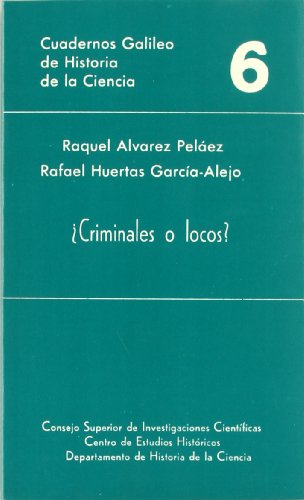 Cuadernos Galileo
de Historia
de la Ciencia
6
Raquel Alvarez Peláez
Rafael Huertas García-Alejo
¿Criminales o locos?
Consejo Superior de Investigaciones Científicas
Centro de Estudios Históricos
Departamento de Historia de la Ciencia